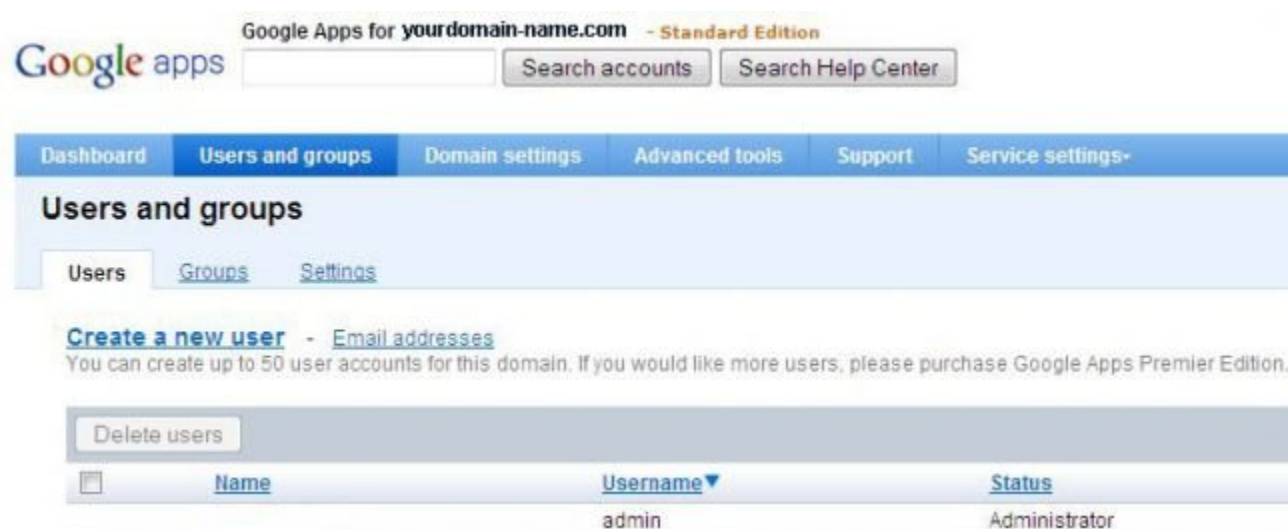 Google Apps for yourdomain-name.com - Standard Edition
Google apps Search accounts Search Help Center
Dashboard Users and groups Domain settings Advanced tools Support Service settings▾
Users and groups
Users Groups Settings
Create a new user - Email addresses
You can create up to 50 user accounts for this domain. If you would like more users, please purchase Google Apps Premier Edition.
Delete users
Name Username▼ Status
admin Administrator